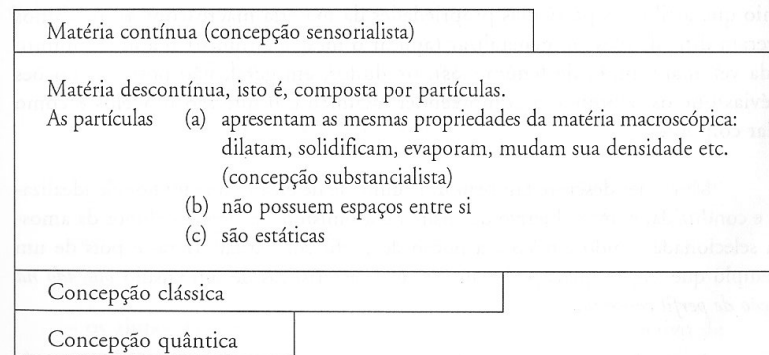 Matéria contínua (concepção sensorialista)
Matéria descontínua, isto é, composta por partículas.
As partículas (a) apresentam as mesmas propriedades da matéria macroscópica:
dilatam, solidificam, evaporam, mudam sua densidade etc.
(concepção substancialista)
(b) não possuem espaços entre si
(c) são estáticas
Concepção clássica
Concepção quântica